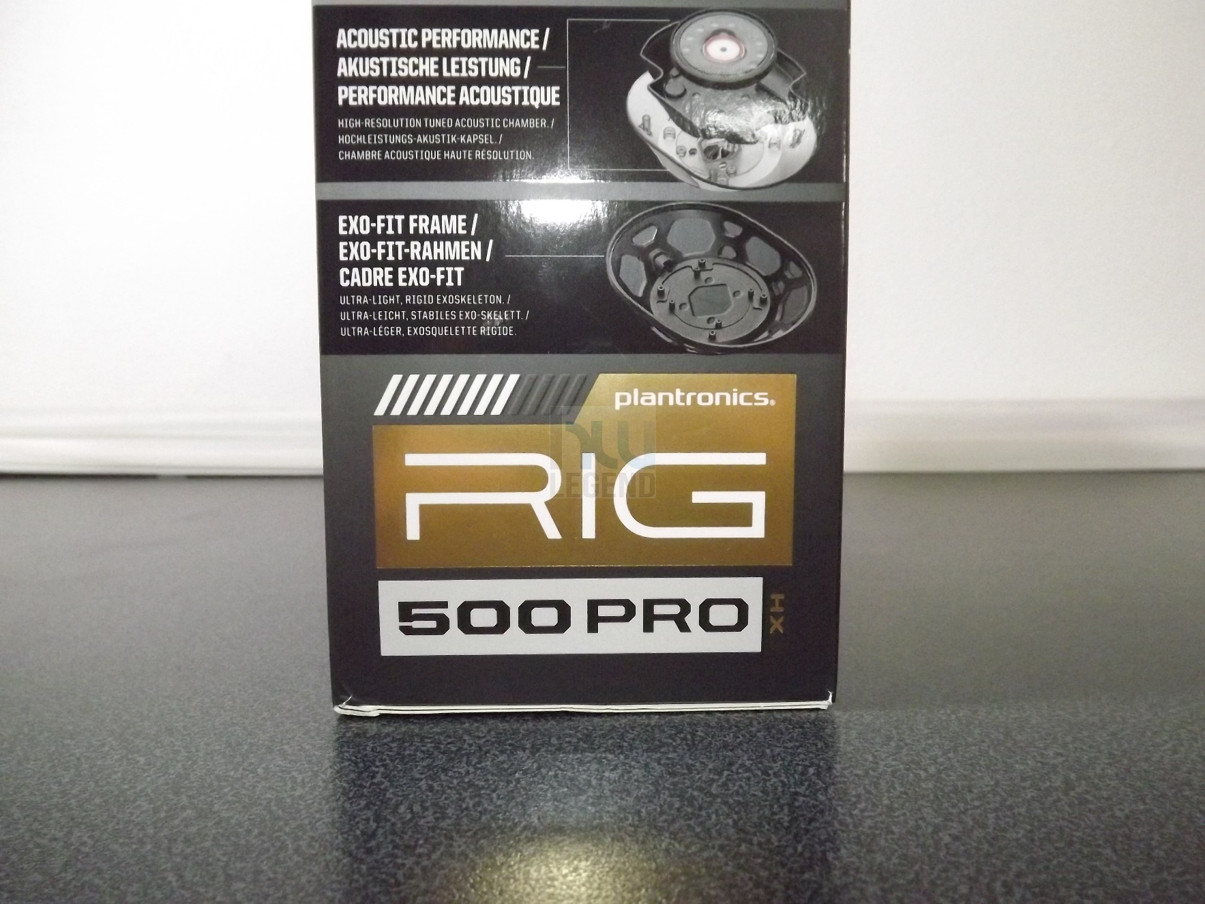 ACOUSTIC PERFORMANCE /
AKUSTISCHE LEISTUNG /
PERFORMANCE ACOUSTIQUE
HIGH-RESOLUTION TUNED ACOUSTIC CHAMBER. /
HOCHLEISTUNGS-AKUSTIK-KAPSEL. /
CHAMBRE ACOUSTIQUE HAUTE RÉSOLUTION.
EXO-FIT FRAME /
EXO-FIT-RAHMEN /
CADRE EXO-FIT
ULTRA-LIGHT, RIGID EXOSKELETON. /
ULTRA-LEICHT, STABILES EXO-SKELETT. /
ULTRA-LÉGER, EXOSQUELETTE RIGIDE.
plantronics®
RIG
HW
LEGEND
500 PRO
HX